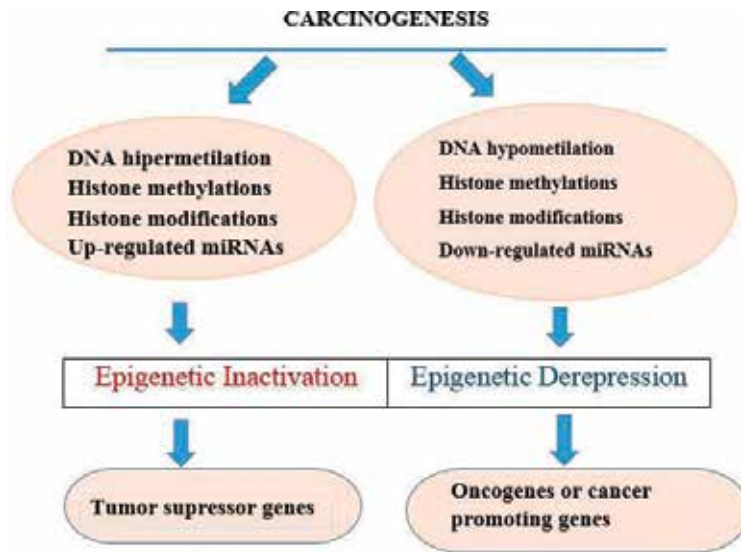 CARCINOGENESIS
DNA hipermetilation
Histone methylations
Histone modifications
Up-regulated miRNAs
DNA hypometilation
Histone methylations
Histone modifications
Down-regulated miRNAs
Epigenetic Inactivation
Epigenetic Derepression
Tumor supressor genes
Oncogenes or cancer
promoting genes